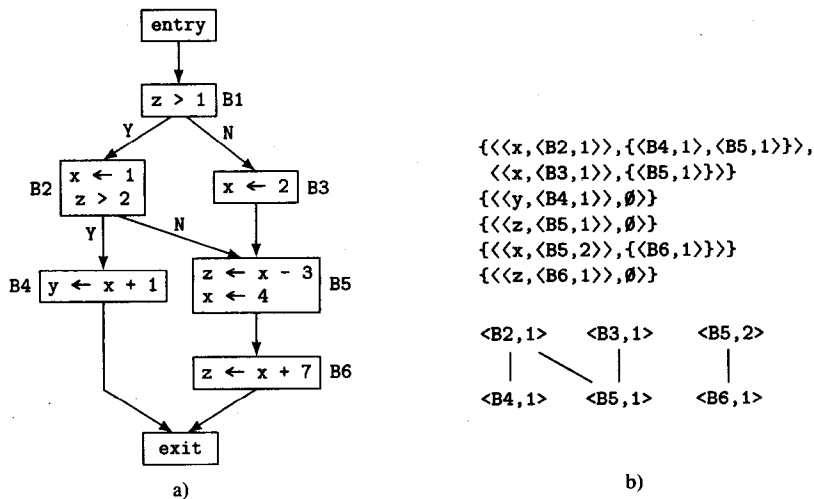 entry
z > 1 B1
Y N
B2 x ← 1
z > 2
x ← 2 B3
Y N
B4 y ← x + 1
z ← x - 3
x ← 4 B5
z ← x + 7 B6
exit
a)
{<<x,<B2,1>>,{<B4,1>,<B5,1>}>,
<<x,<B3,1>>,{<B5,1>}>}
{<<y,<B4,1>>,∅>}
{<<z,<B5,1>>,∅>}
{<<x,<B5,2>>,{<B6,1>}>}
{<<z,<B6,1>>,∅>}
<B2,1> <B3,1> <B5,2>
<B4,1> <B5,1> <B6,1>
b)